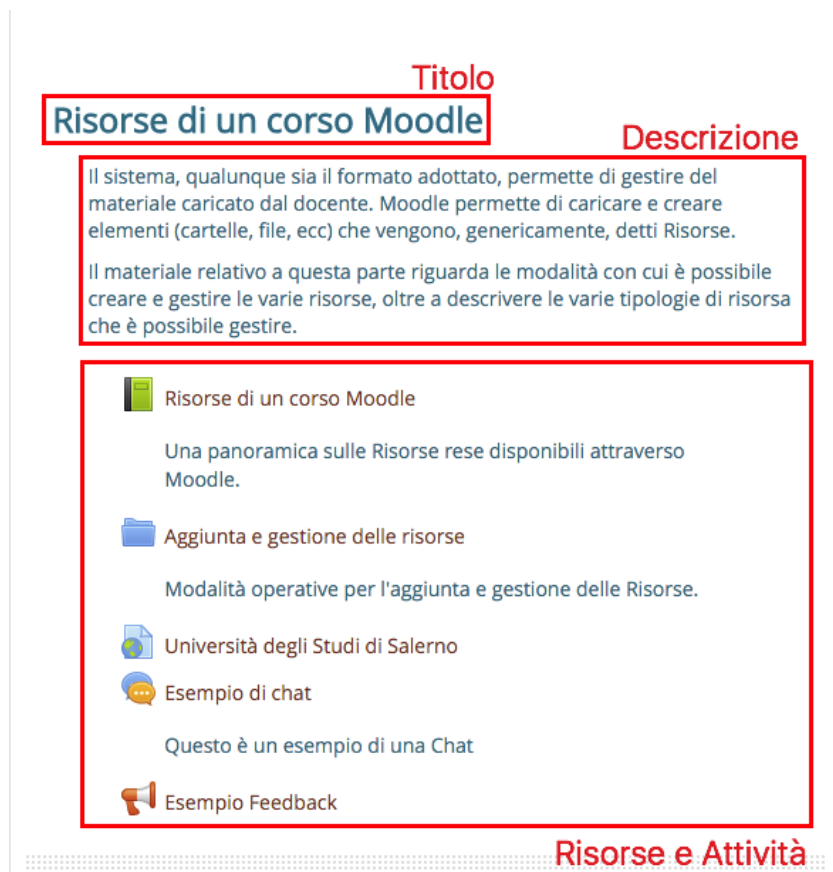 Titolo
Risorse di un corso Moodle
Descrizione
Il sistema, qualunque sia il formato adottato, permette di gestire del
materiale caricato dal docente. Moodle permette di caricare e creare
elementi (cartelle, file, ecc) che vengono, genericamente, detti Risorse.
Il materiale relativo a questa parte riguarda le modalità con cui è possibile
creare e gestire le varie risorse, oltre a descrivere le varie tipologie di risorsa
che è possibile gestire.
Risorse di un corso Moodle
Una panoramica sulle Risorse rese disponibili attraverso
Moodle.
Aggiunta e gestione delle risorse
Modalità operative per l'aggiunta e gestione delle Risorse.
Università degli Studi di Salerno
Esempio di chat
Questo è un esempio di una Chat
Esempio Feedback
Risorse e Attività